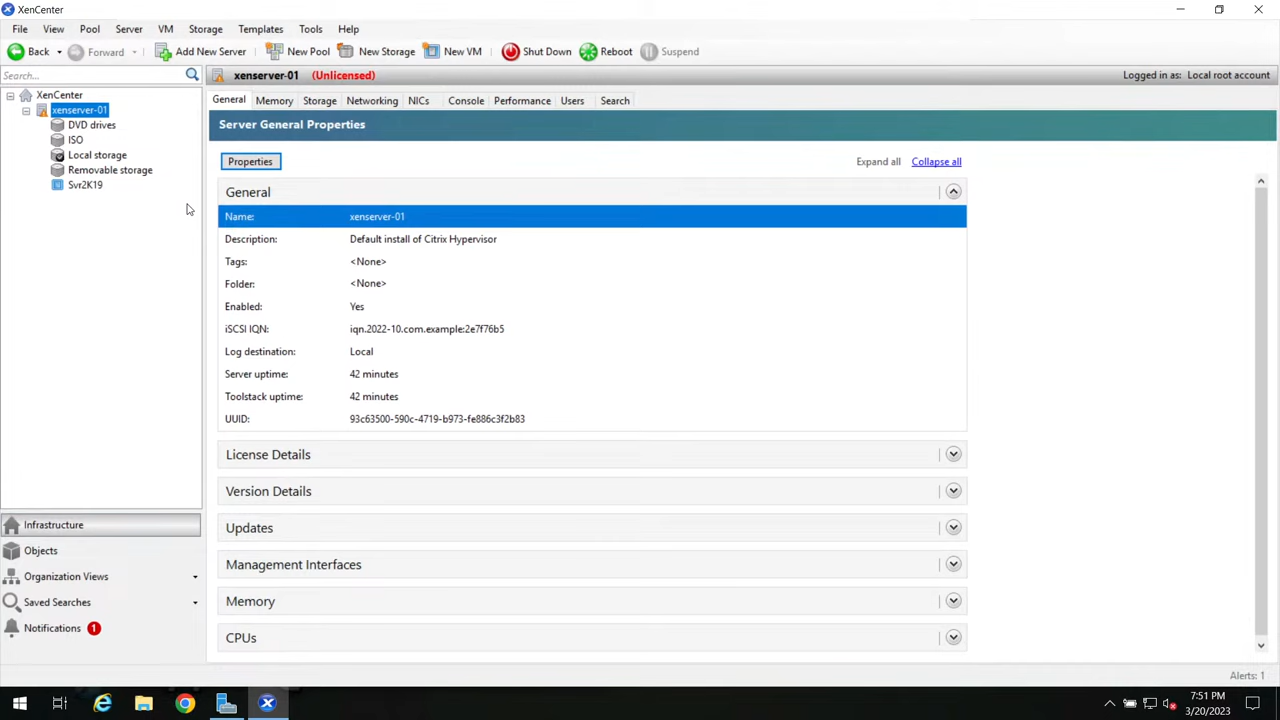 XenCenter
File View Pool Server VM Storage Templates Tools Help
Back Forward Add New Server New Pool New Storage New VM Shut Down Reboot Suspend
Search...
xenserver-01 (Unlicensed) Logged in as: Local root account
XenCenter
xenserver-01
DVD drives
ISO
Local storage
Removable storage
Svr2K19
Infrastructure
Objects
Organization Views
Saved Searches
Notifications 1
General Memory Storage Networking NICs Console Performance Users Search
Server General Properties
Properties Expand all Collapse all
General
Name: xenserver-01
Description: Default install of Citrix Hypervisor
Tags: <None>
Folder: <None>
Enabled: Yes
iSCSI IQN: iqn.2022-10.com.example:2e7f76b5
Log destination: Local
Server uptime: 42 minutes
Toolstack uptime: 42 minutes
UUID: 93c63500-590c-4719-b973-fe886c3f2b83
License Details
Version Details
Updates
Management Interfaces
Memory
CPUs
Alerts: 1
7:51 PM
3/20/2023